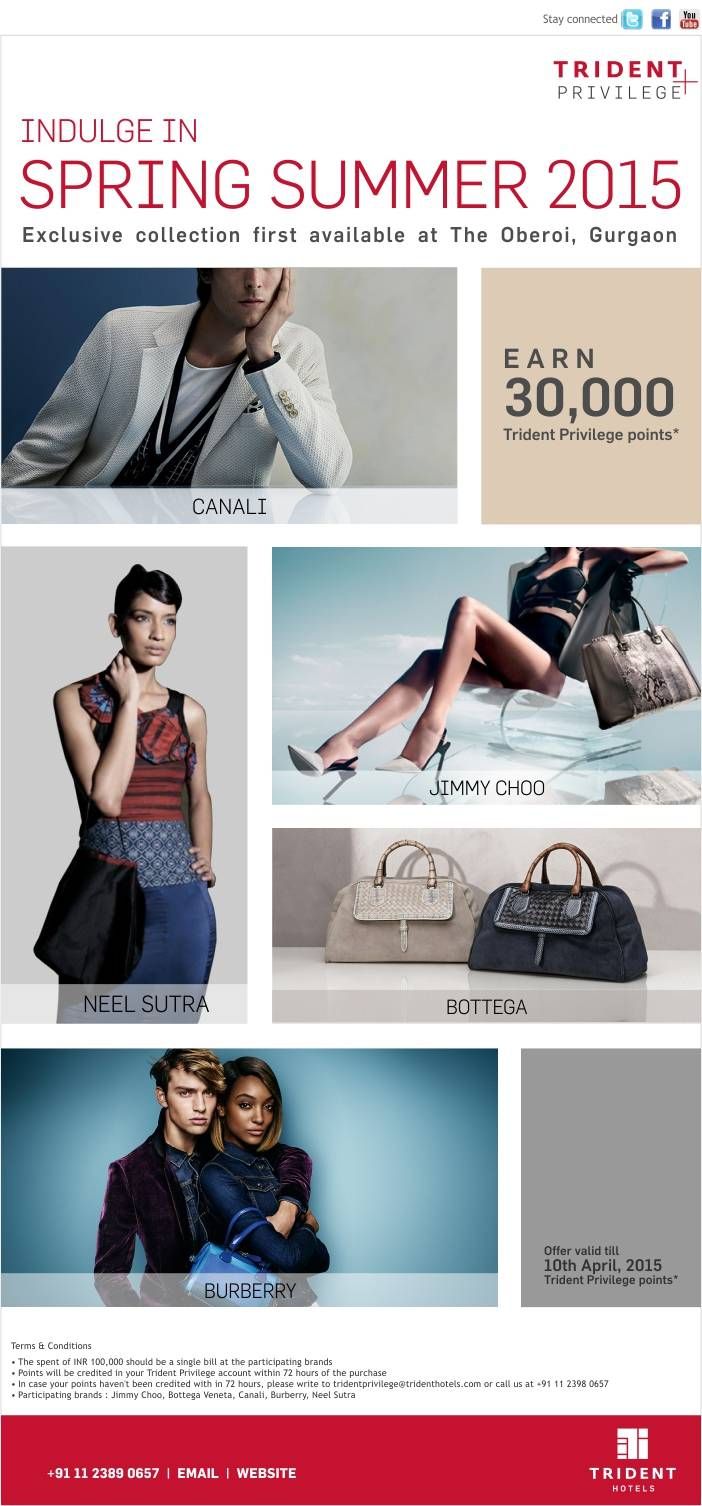 Stay connected
You
Tube
TRIDENT
PRIVILEGE
INDULGE IN
SPRING SUMMER 2015
Exclusive collection first available at The Oberoi, Gurgaon
CANALI
EARN
30,000
Trident Privilege points*
NEEL SUTRA
JIMMY CHOO
BOTTEGA
BURBERRY
Offer valid till
10th April, 2015
Trident Privilege points*
Terms & Conditions
• The spent of INR 100,000 should be a single bill at the participating brands
• Points will be credited in your Trident Privilege account within 72 hours of the purchase
• In case your points haven't been credited with in 72 hours, please write to tridentprivilege@tridenthotels.com or call us at +91 11 2398 0657
• Participating brands : Jimmy Choo, Bottega Veneta, Canali, Burberry, Neel Sutra
+91 11 2389 0657 | EMAIL | WEBSITE
TRIDENT
HOTELS